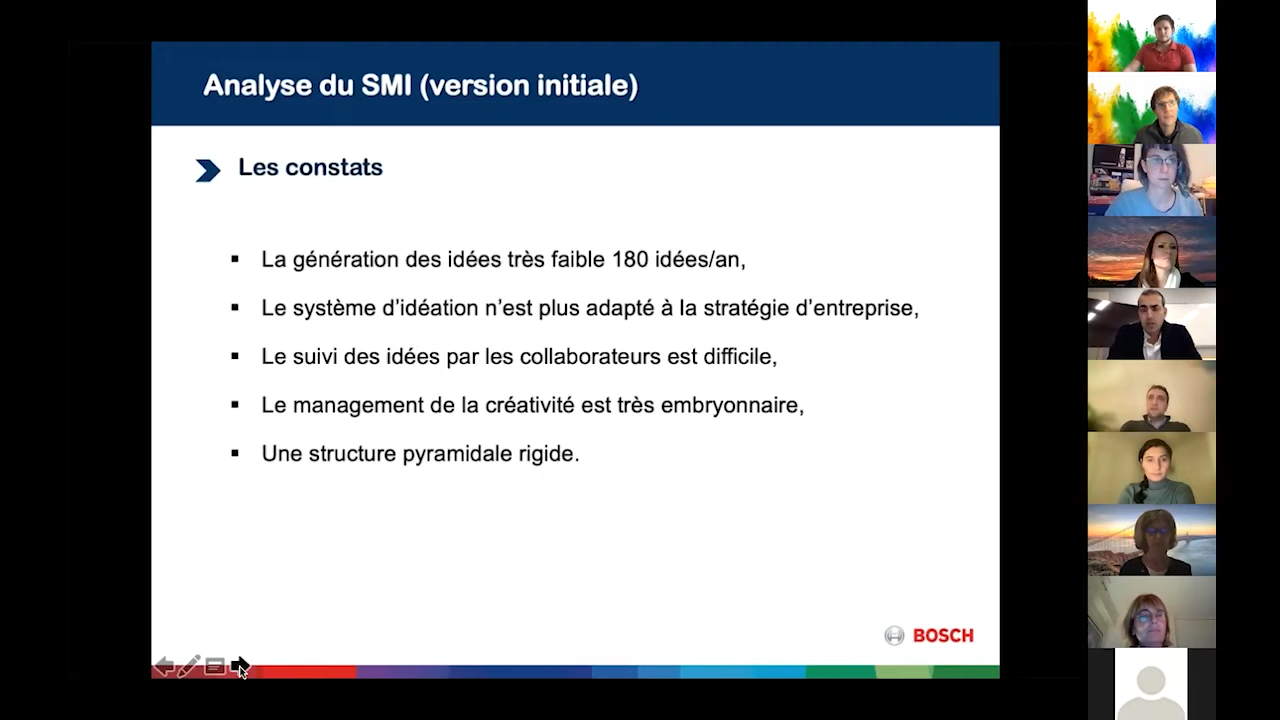 Analyse du SMI (version initiale)
Les constats
La génération des idées très faible 180 idées/an,
Le système d’idéation n’est plus adapté à la stratégie d’entreprise,
Le suivi des idées par les collaborateurs est difficile,
Le management de la créativité est très embryonnaire,
Une structure pyramidale rigide.
BOSCH